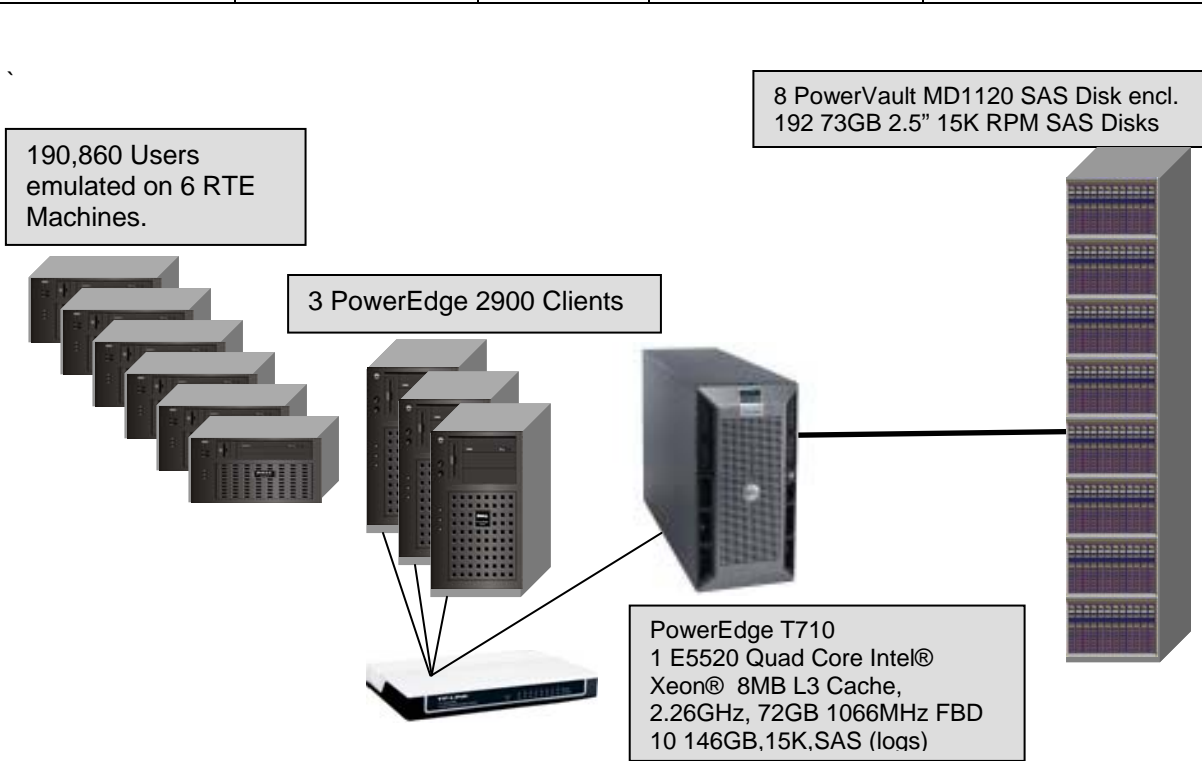 `
8 PowerVault MD1120 SAS Disk encl.
192 73GB 2.5” 15K RPM SAS Disks
190,860 Users
emulated on 6 RTE
Machines.
3 PowerEdge 2900 Clients
PowerEdge T710
1 E5520 Quad Core Intel®
Xeon® 8MB L3 Cache,
2.26GHz, 72GB 1066MHz FBD
10 146GB,15K,SAS (logs)
TP-LINK